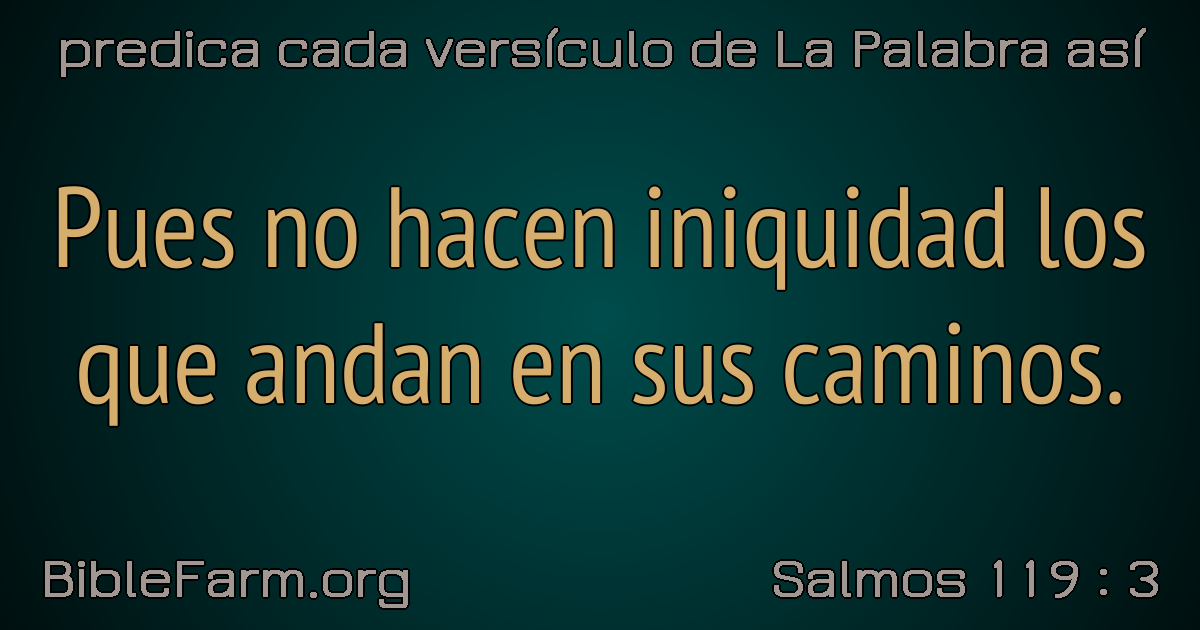 predica cada versículo de La Palabra así
Pues no hacen iniquidad los
que andan en sus caminos.
BibleFarm.org
Salmos 119 : 3